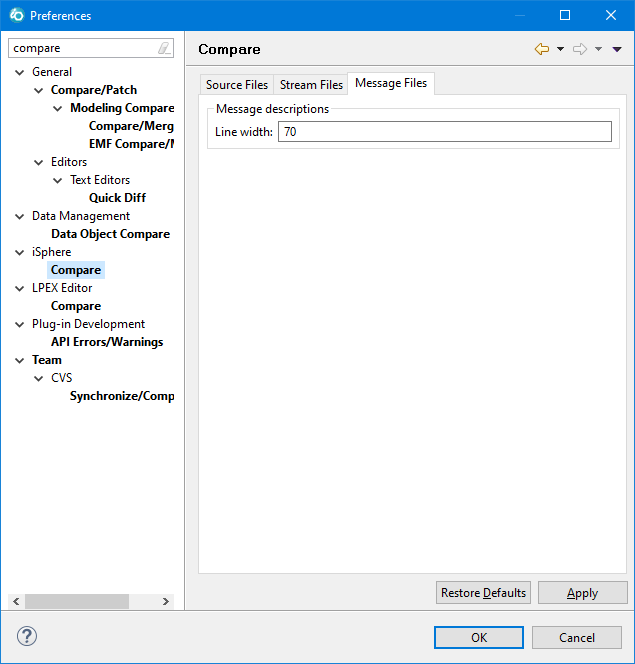 Preferences
compare
General
Compare/Patch
Modeling Compare
Compare/Merg
EMF Compare/
Editors
Text Editors
Quick Diff
Data Management
Data Object Compare
iSphere
Compare
LPEX Editor
Compare
Plug-in Development
API Errors/Warnings
Team
CVS
Synchronize/Comp
Compare
Source Files Stream Files Message Files
Message descriptions
Line width: 70
Restore Defaults Apply
? OK Cancel